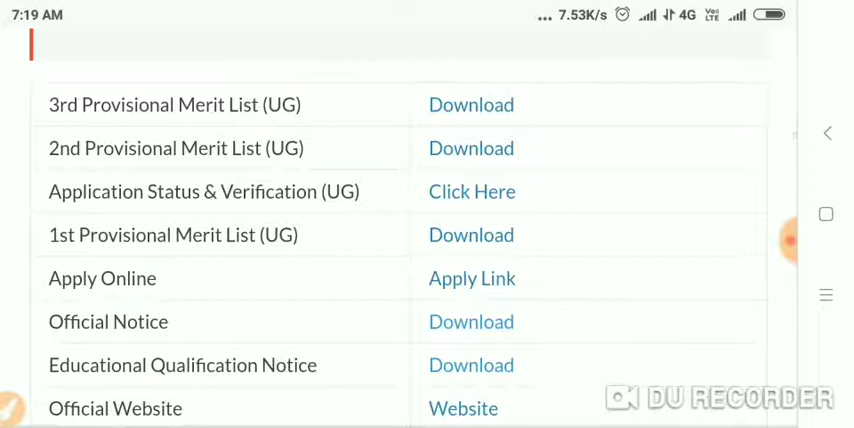 7:19 AM ... 7.53K/s 4G Vo LTE
3rd Provisional Merit List (UG) Download
2nd Provisional Merit List (UG) Download
Application Status & Verification (UG) Click Here
1st Provisional Merit List (UG) Download
Apply Online Apply Link
Official Notice Download
Educational Qualification Notice Download
Official Website Website
DU RECORDER